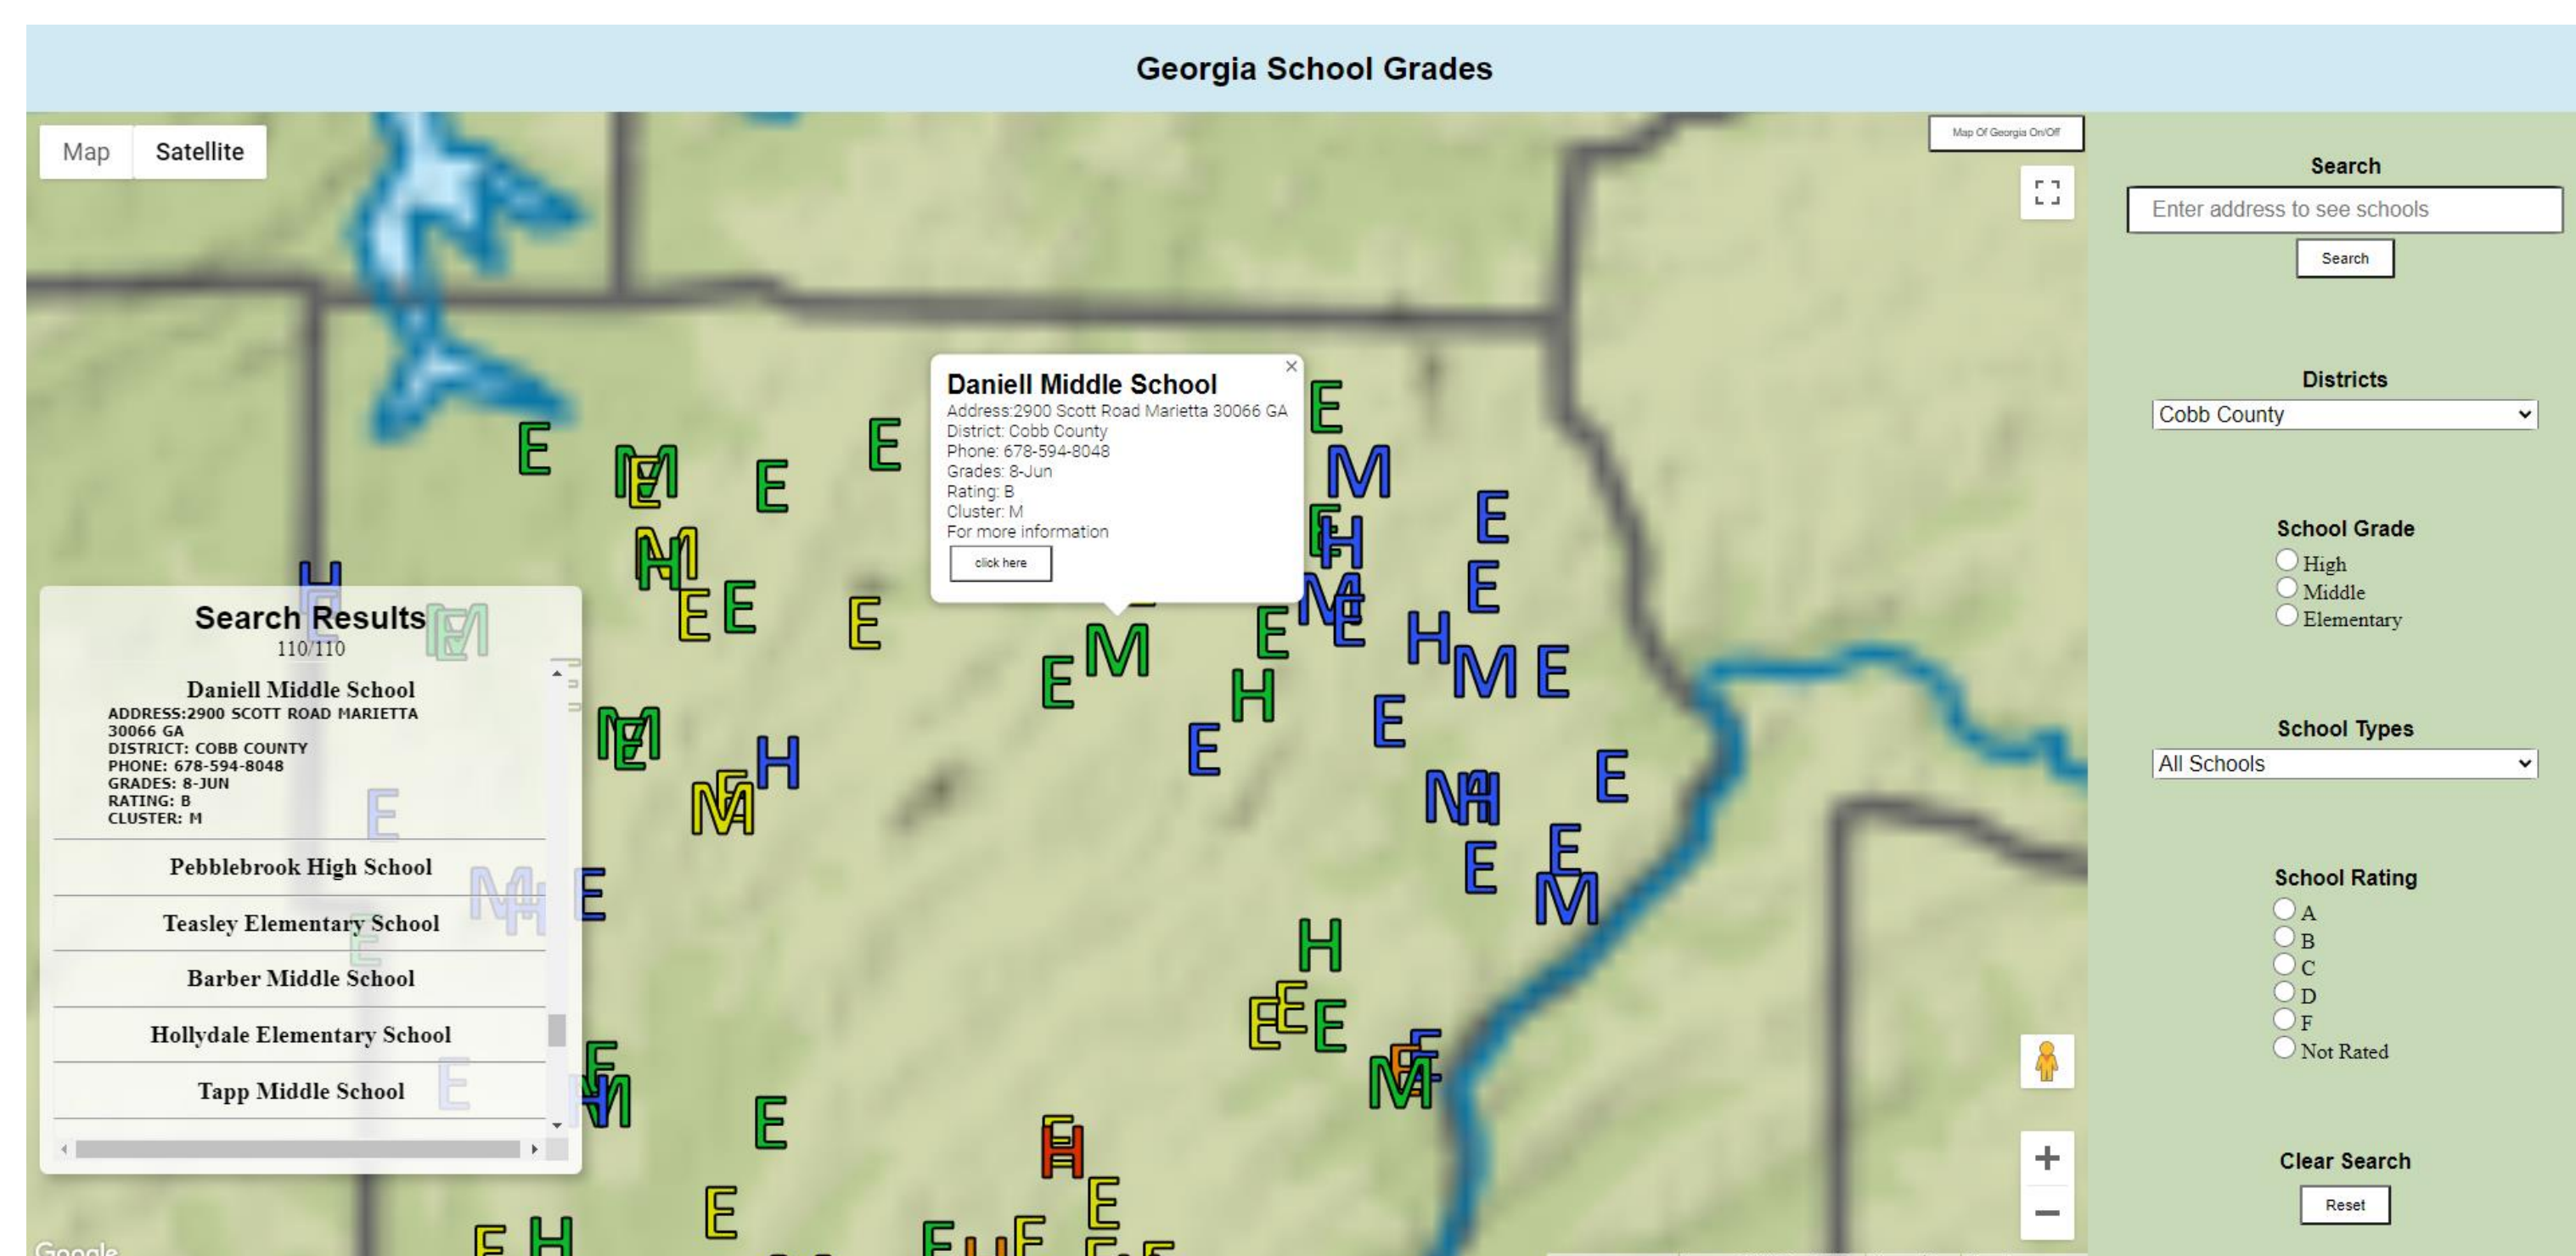 Georgia School Grades
Map
Satellite
Map Of Georgia On/Off
Daniell Middle School
Address:2900 Scott Road Marietta 30066 GA
District: Cobb County
Phone: 678-594-8048
Grades: 8-Jun
Rating: B
Cluster: M
For more information
click here
Search Results
110/110
Daniell Middle School
ADDRESS:2900 SCOTT ROAD MARIETTA
30066 GA
DISTRICT: COBB COUNTY
PHONE: 678-594-8048
GRADES: 8-JUN
RATING: B
CLUSTER: M
Pebblebrook High School
Teasley Elementary School
Barber Middle School
Hollydale Elementary School
Tapp Middle School
Google
Search
Enter address to see schools
Search
Districts
Cobb County
School Grade
High
Middle
Elementary
School Types
All Schools
School Rating
A
B
C
D
F
Not Rated
Clear Search
Reset